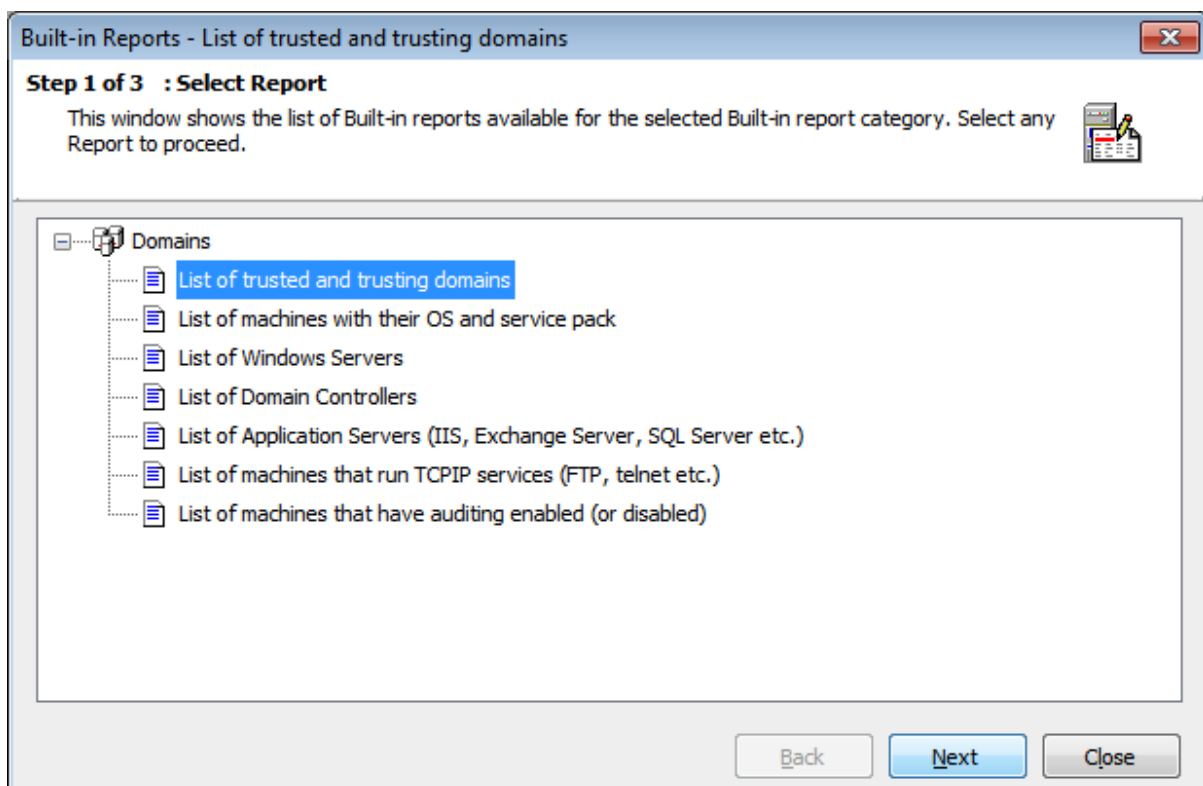 Built-in Reports - List of trusted and trusting domains
Step 1 of 3 : Select Report
This window shows the list of Built-in reports available for the selected Built-in report category. Select any
Report to proceed.
Domains
List of trusted and trusting domains
List of machines with their OS and service pack
List of Windows Servers
List of Domain Controllers
List of Application Servers (IIS, Exchange Server, SQL Server etc.)
List of machines that run TCPIP services (FTP, telnet etc.)
List of machines that have auditing enabled (or disabled)
Back Next Close